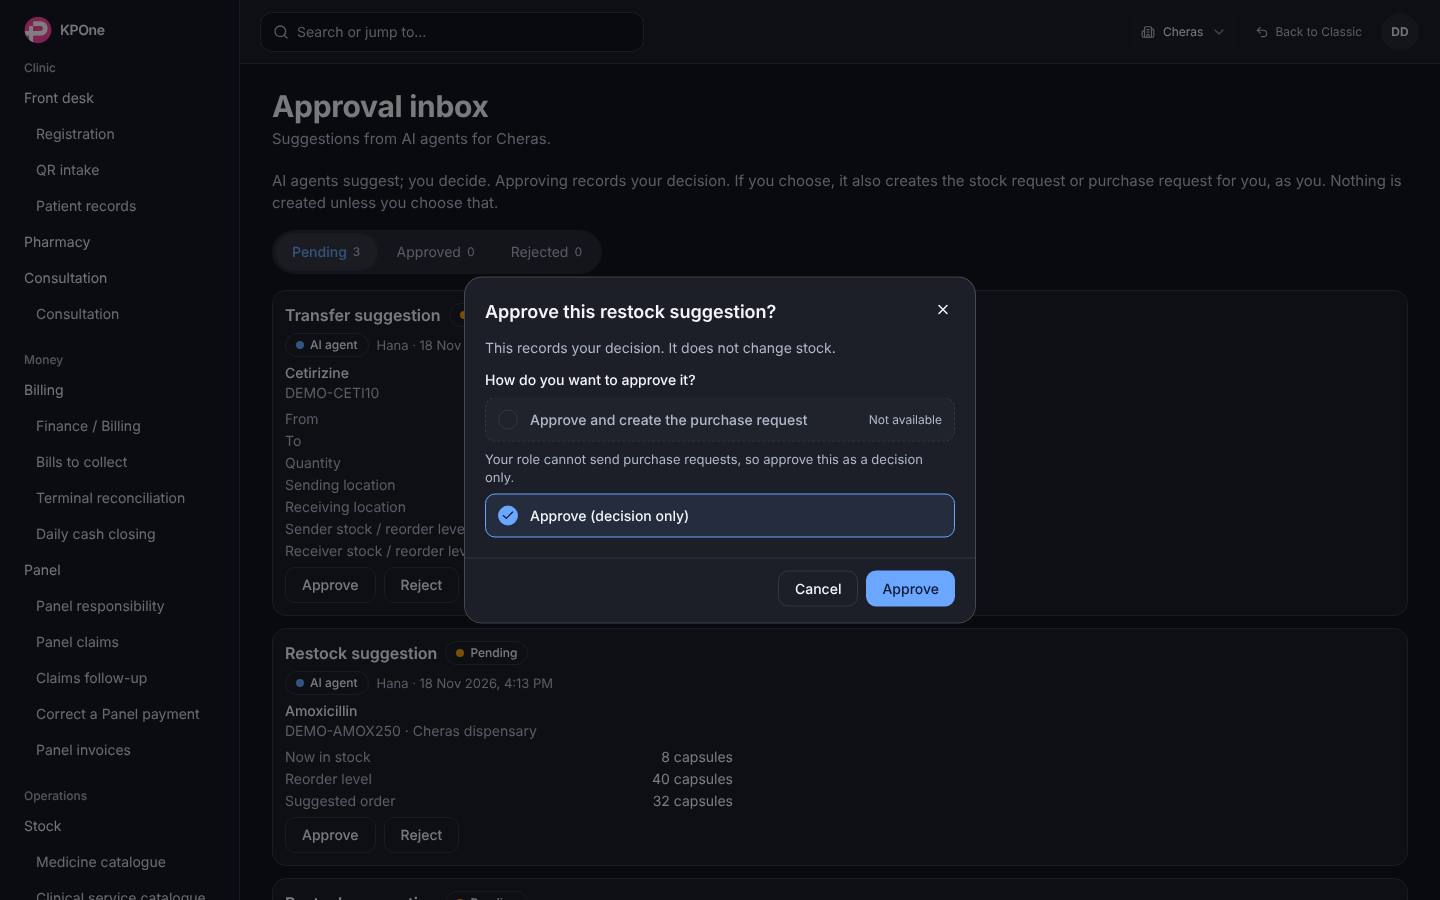 KPOne
Search or jump to...
Cheras
Back to Classic
DD
Clinic
Front desk
Registration
QR intake
Patient records
Pharmacy
Consultation
Consultation
Money
Billing
Finance / Billing
Bills to collect
Terminal reconciliation
Daily cash closing
Panel
Panel responsibility
Panel claims
Claims follow-up
Correct a Panel payment
Panel invoices
Operations
Stock
Medicine catalogue
Clinical service catalogue
Approval inbox
Suggestions from AI agents for Cheras.
AI agents suggest; you decide. Approving records your decision. If you choose, it also creates the stock request or purchase request for you, as you. Nothing is
created unless you choose that.
Pending 3
Approved 0
Rejected 0
Transfer suggestion
AI agent
Hana · 18 Nov
Cetirizine
DEMO-CETI10
From
To
Quantity
Sending location
Receiving location
Sender stock / reorder
Receiver stock / reorder
Approve
Reject
Approve this restock suggestion?
This records your decision. It does not change stock.
How do you want to approve it?
Approve and create the purchase request
Not available
Your role cannot send purchase requests, so approve this as a decision
only.
Approve (decision only)
Cancel
Approve
Restock suggestion
Pending
AI agent
Hana · 18 Nov 2026, 4:13 PM
Amoxicillin
DEMO-AMOX250 · Cheras dispensary
Now in stock 8 capsules
Reorder level 40 capsules
Suggested order 32 capsules
Approve
Reject